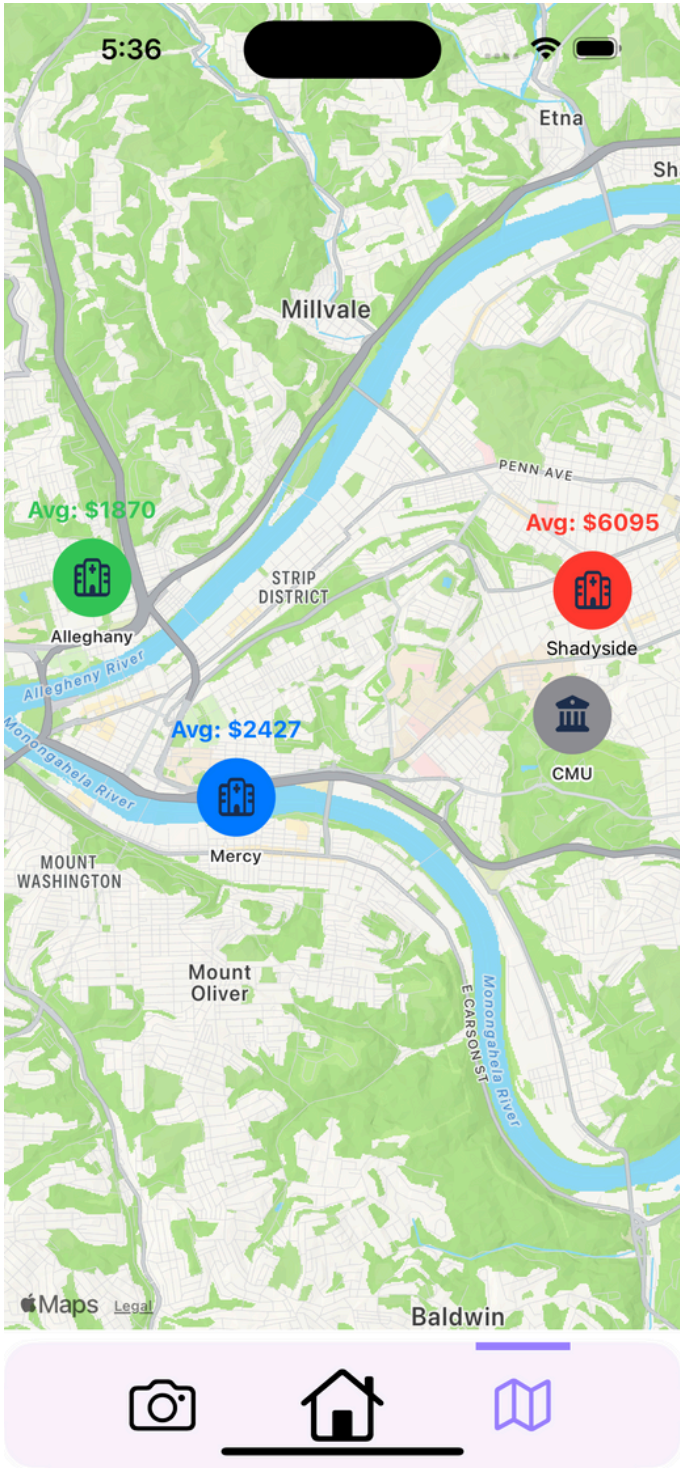 5:36
Etna
Sh
Millvale
PENN AVE
Avg: $1870
Avg: $6095
STRIP
DISTRICT
Alleghany
Shadyside
Allegheny River
Avg: $2427
Monongahela River
CMU
Mercy
MOUNT
WASHINGTON
Mount
Oliver
E CARSON ST
Monongahela River
Maps
Legal
Baldwin